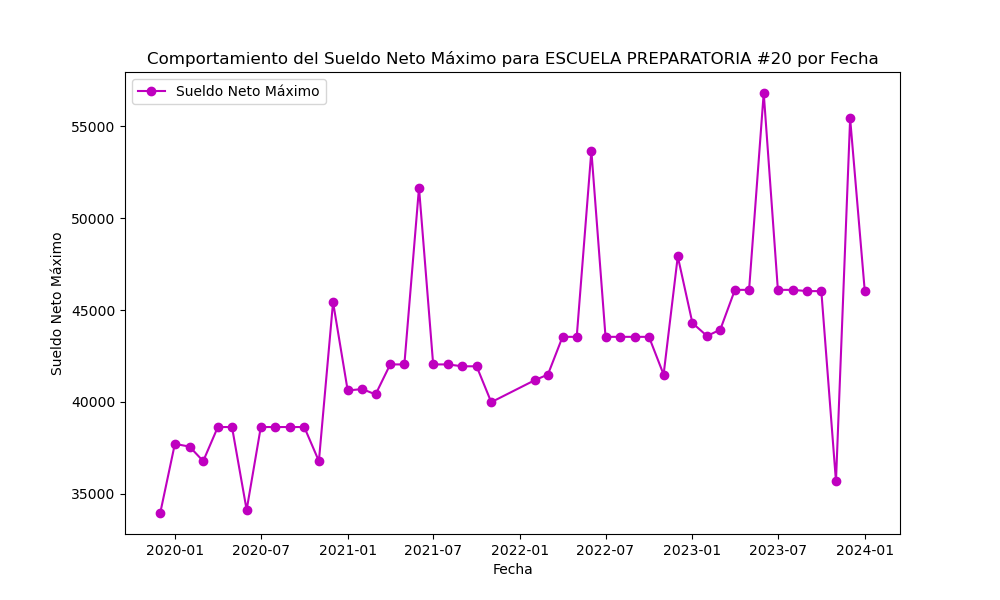 Comportamiento del Sueldo Neto Máximo para ESCUELA PREPARATORIA #20 por Fecha
Sueldo Neto Máximo
55000
50000
45000
40000
35000
Sueldo Neto Máximo
2020-01 2020-07 2021-01 2021-07 2022-01 2022-07 2023-01 2023-07 2024-01
Fecha